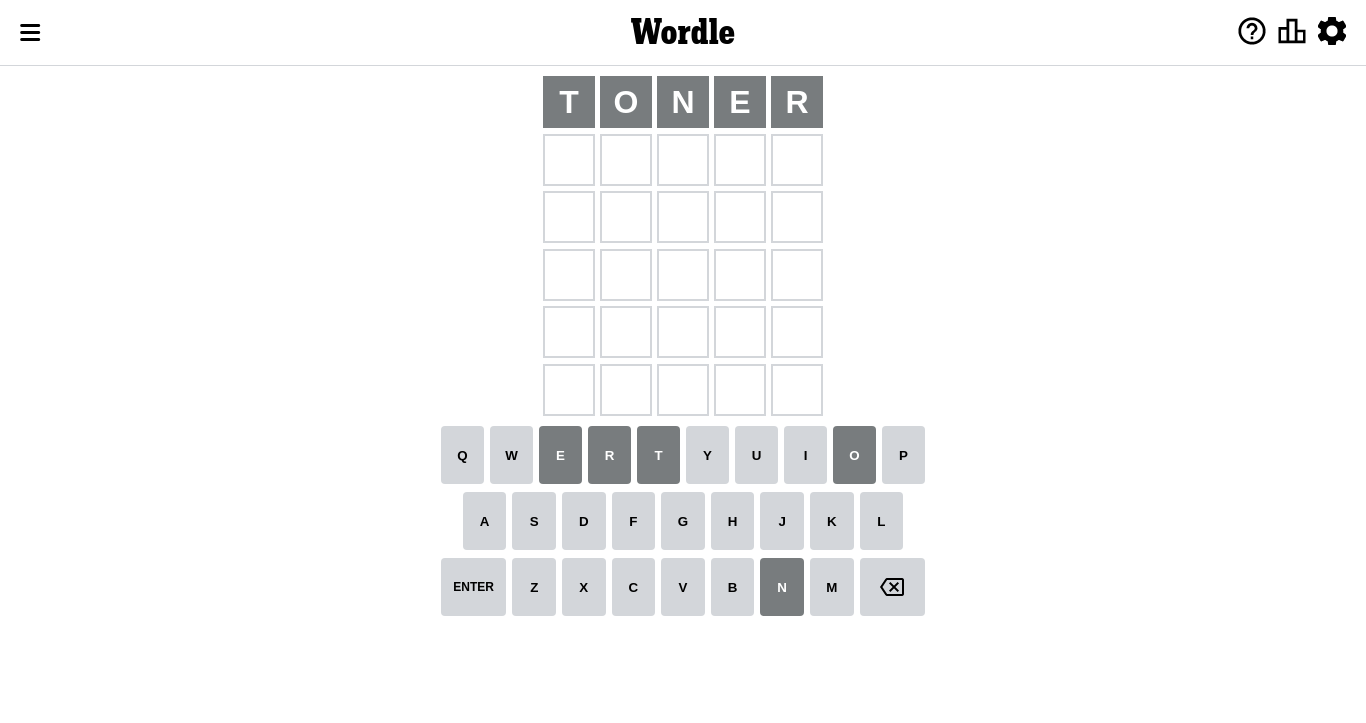 Wordle
T O N E R
Q W E R T Y U I O P
A S D F G H J K L
ENTER Z X C V B N M